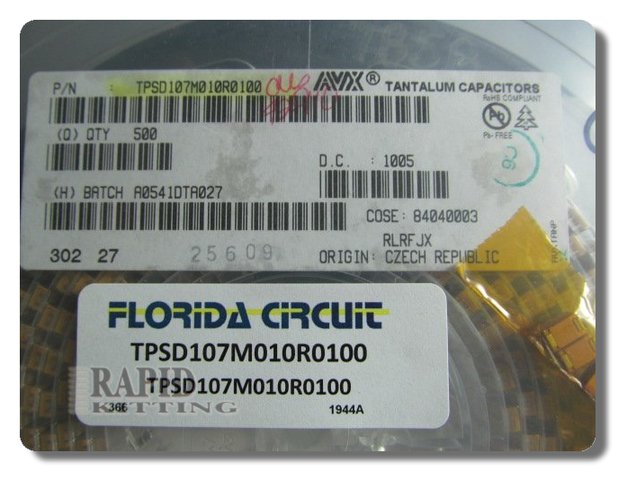 P/N : TPSD107M010R0100
AVX® TANTALUM CAPACITORS
RoHS COMPLIANT
Pb
Pb- FREE
(Q) QTY 500
D.C. : 1005
(H) BATCH A0541DTA027
COSE: 84040003
RLRFJX
302 27
25609
ORIGIN: CZECH REPUBLIC
FLORIDA CIRCUIT
TPSD107M010R0100
TPSD107M010R0100
RAPID
KITTING
366
1944A